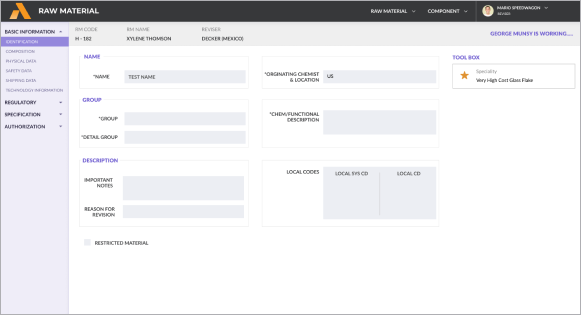 RAW MATERIAL
RAW MATERIAL
COMPONENT
MARIO SPEEDWAGON
REVISER
BASIC INFORMATION
IDENTIFICATION
COMPOSITION
PHYSICAL DATA
SAFETY DATA
SHIPPING DATA
TECHNOLOGY INFORMATION
REGULATORY
SPECIFICATION
AUTHORIZATION
RM CODE
H - 182
RM NAME
XYLENE THOMSON
REVISER
DECKER (MEXICO)
GEORGE MUNSY IS WORKING....
NAME
*NAME
TEST NAME
*ORGINATING CHEMIST
& LOCATION
US
GROUP
*GROUP
*DETAIL GROUP
*CHEM/FUNCTIONAL
DESCRIPTION
DESCRIPTION
IMPORTANT
NOTES
REASON FOR
REVISION
LOCAL CODES
LOCAL SYS CD
LOCAL CD
RESTRICTED MATERIAL
TOOL BOX
Speciality
Very High Cost Glass Flake